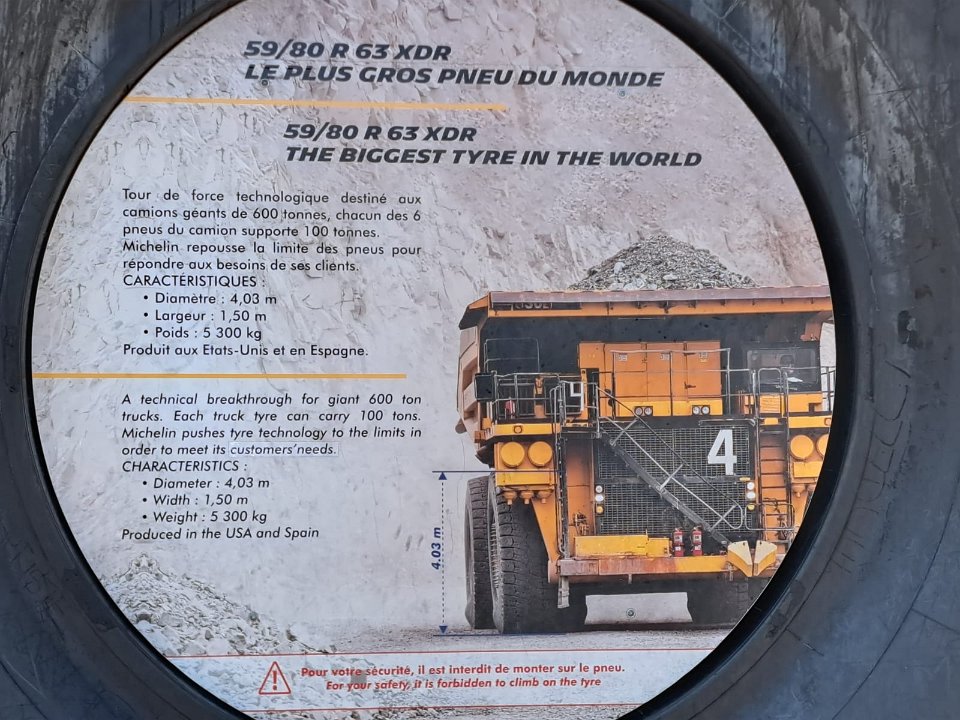 59/80 R 63 XDR
LE PLUS GROS PNEU DU MONDE
59/80 R 63 XDR
THE BIGGEST TYRE IN THE WORLD
Tour de force technologique destiné aux
camions géants de 600 tonnes, chacun des 6
pneus du camion supporte 100 tonnes.
Michelin repousse la limite des pneus pour
répondre aux besoins de ses clients.
CARACTÉRISTIQUES :
• Diamètre : 4,03 m
• Largeur : 1,50 m
• Poids : 5 300 kg
Produit aux Etats-Unis et en Espagne.
A technical breakthrough for giant 600 ton
trucks. Each truck tyre can carry 100 tons.
Michelin pushes tyre technology to the limits in
order to meet its customers'needs.
CHARACTERISTICS :
• Diameter : 4,03 m
• Width : 1,50 m
• Weight : 5 300 kg
Produced in the USA and Spain
4
4
4.03 m
Pour votre sécurité, il est interdit de monter sur le pneu.
For your safety, it is forbidden to climb on the tyre